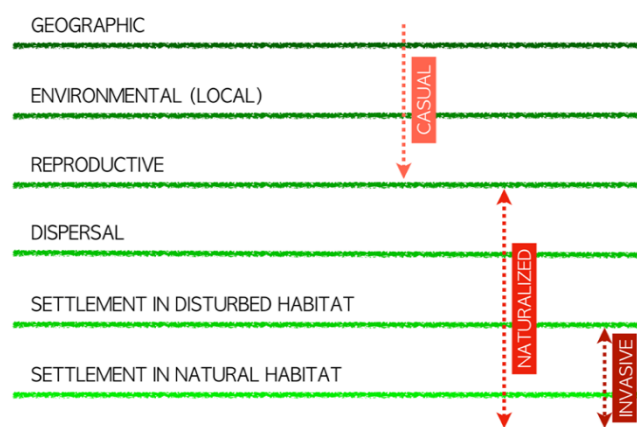 GEOGRAPHIC
CASUAL
ENVIRONMENTAL (LOCAL)
REPRODUCTIVE
DISPERSAL
NATURALIZED
SETTLEMENT IN DISTURBED HABITAT
SETTLEMENT IN NATURAL HABITAT
INVASIVE